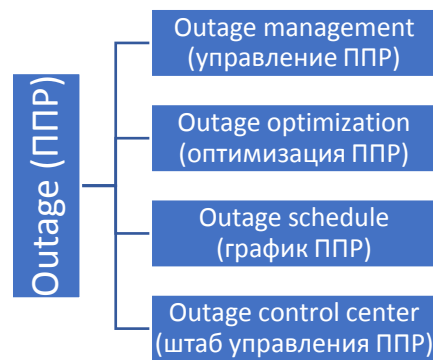 Outage (ППР)
Outage management
(управление ППР)
Outage optimization
(оптимизация ППР)
Outage schedule
(график ППР)
Outage control center
(штаб управления ППР)